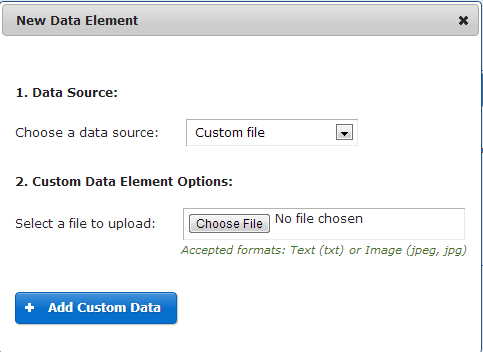 New Data Element
1. Data Source:
Choose a data source: Custom file
2. Custom Data Element Options:
Select a file to upload: Choose File No file chosen
Accepted formats: Text (txt) or Image (jpeg, jpg)
+ Add Custom Data